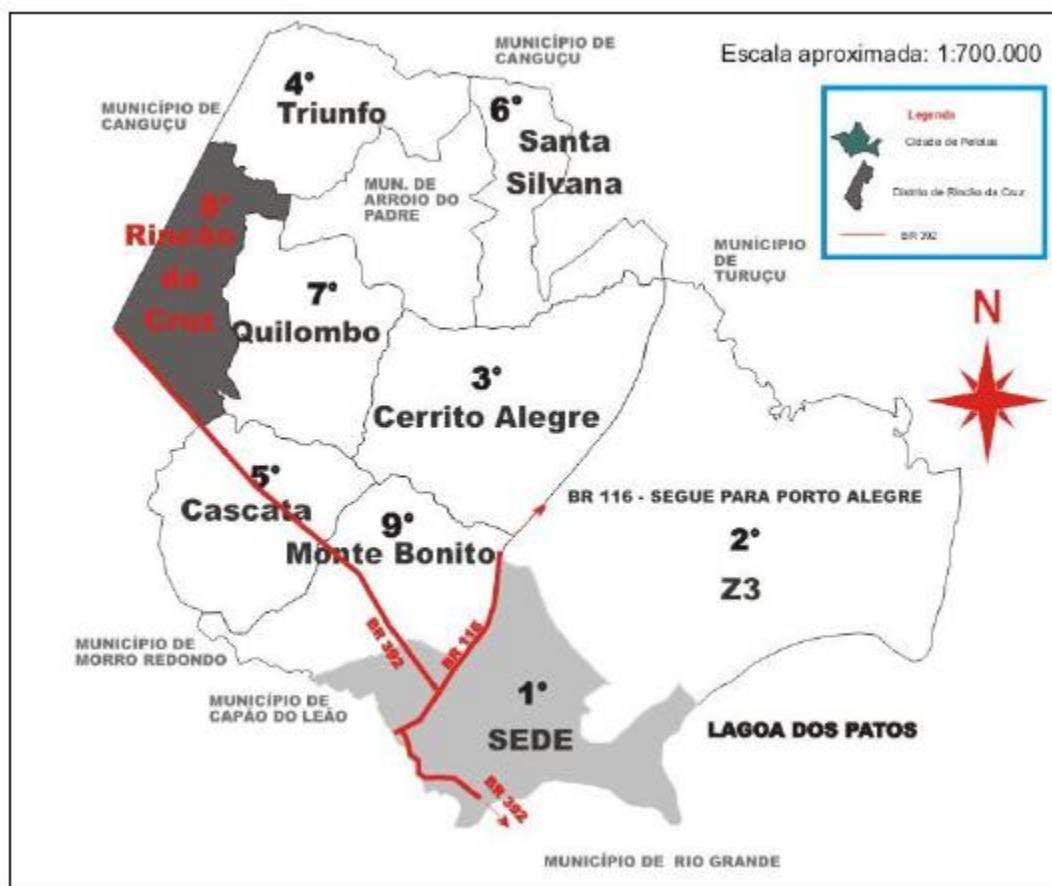 MUNICÍPIO DE
CANGUÇU
Escala aproximada: 1:700.000
4°
Triunfo
6°
Santa
Silvana
Legenda
Cidade de Pelotas
Distrito de Rincão da Cruz
BR 392
MUNICÍPIO DE
CANGUÇU
MUN. DE
ARROIO DO
PADRE
8°
Rincão
da
Cruz
MUNÍCIPIO
DE
TURUÇU
7°
Quilombo
N
3°
Cerrito Alegre
5°
Cascata
9°
Monte Bonito
BR 116 - SEGUE PARA PORTO ALEGRE
2°
Z3
MUNICÍPIO DE
MORRO REDONDO
BR 392
BR 116
MUNICÍPIO DE
CAPÃO DO LEÃO
1°
SEDE
LAGOA DOS PATOS
BR 392
MUNICÍPIO DE RIO GRANDE